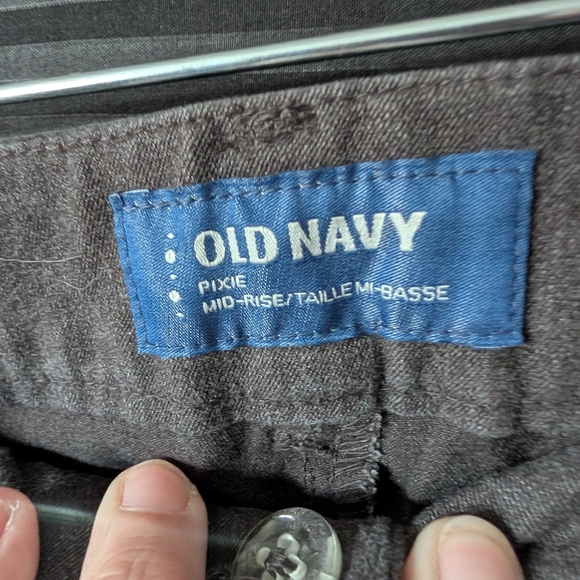 OLD NAVY
PIXIE
MID-RISE/TAILLE MI-BASSE